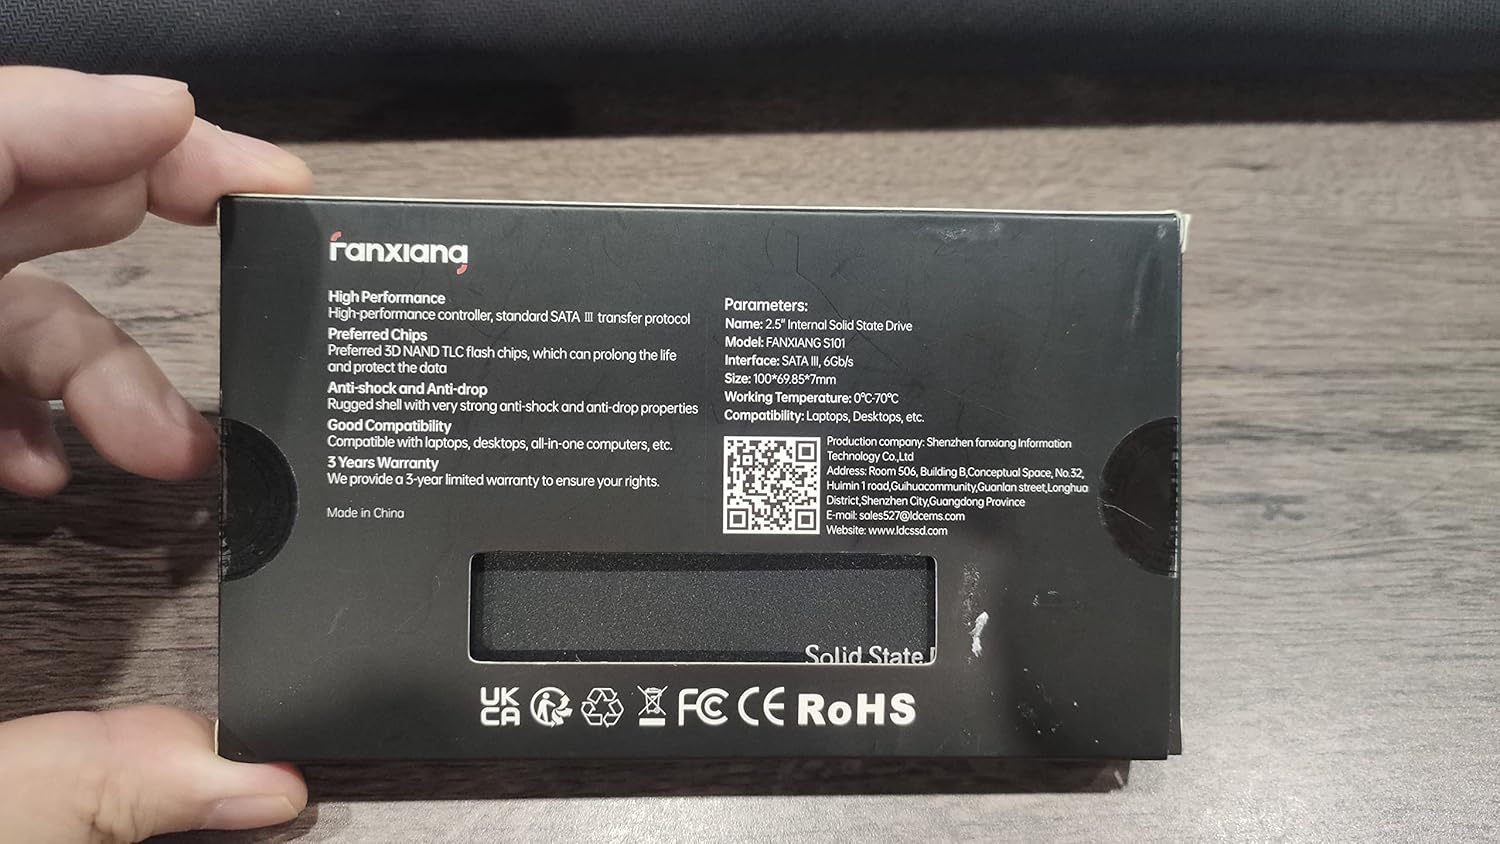 Fanxiang
High Performance
High-performance controller, standard SATA III transfer protocol
Preferred Chips
Preferred 3D NAND TLC flash chips, which can prolong the life
and protect the data
Anti-shock and Anti-drop
Rugged shell with very strong anti-shock and anti-drop properties
Good Compatibility
Compatible with laptops, desktops, all-in-one computers, etc.
3 Years Warranty
We provide a 3-year limited warranty to ensure your rights.
Made in China
Parameters:
Name: 2.5" Internal Solid State Drive
Model: FANXIANG S101
Interface: SATA III, 6Gb/s
Size: 100*69.85*7mm
Working Temperature: 0°C-70°C
Compatibility: Laptops, Desktops, etc.
Production company: Shenzhen fanxiang Information
Technology Co.,Ltd
Address: Room 506, Building B,Conceptual Space, No.32,
Huimin 1 road,Guihuacommunity,Guanlan street,Longhua
District,Shenzhen City,Guangdong Province
E-mail: sales527@ldcems.com
Website: www.ldcssd.com
Solid State
UK
CA
FC CE RoHS